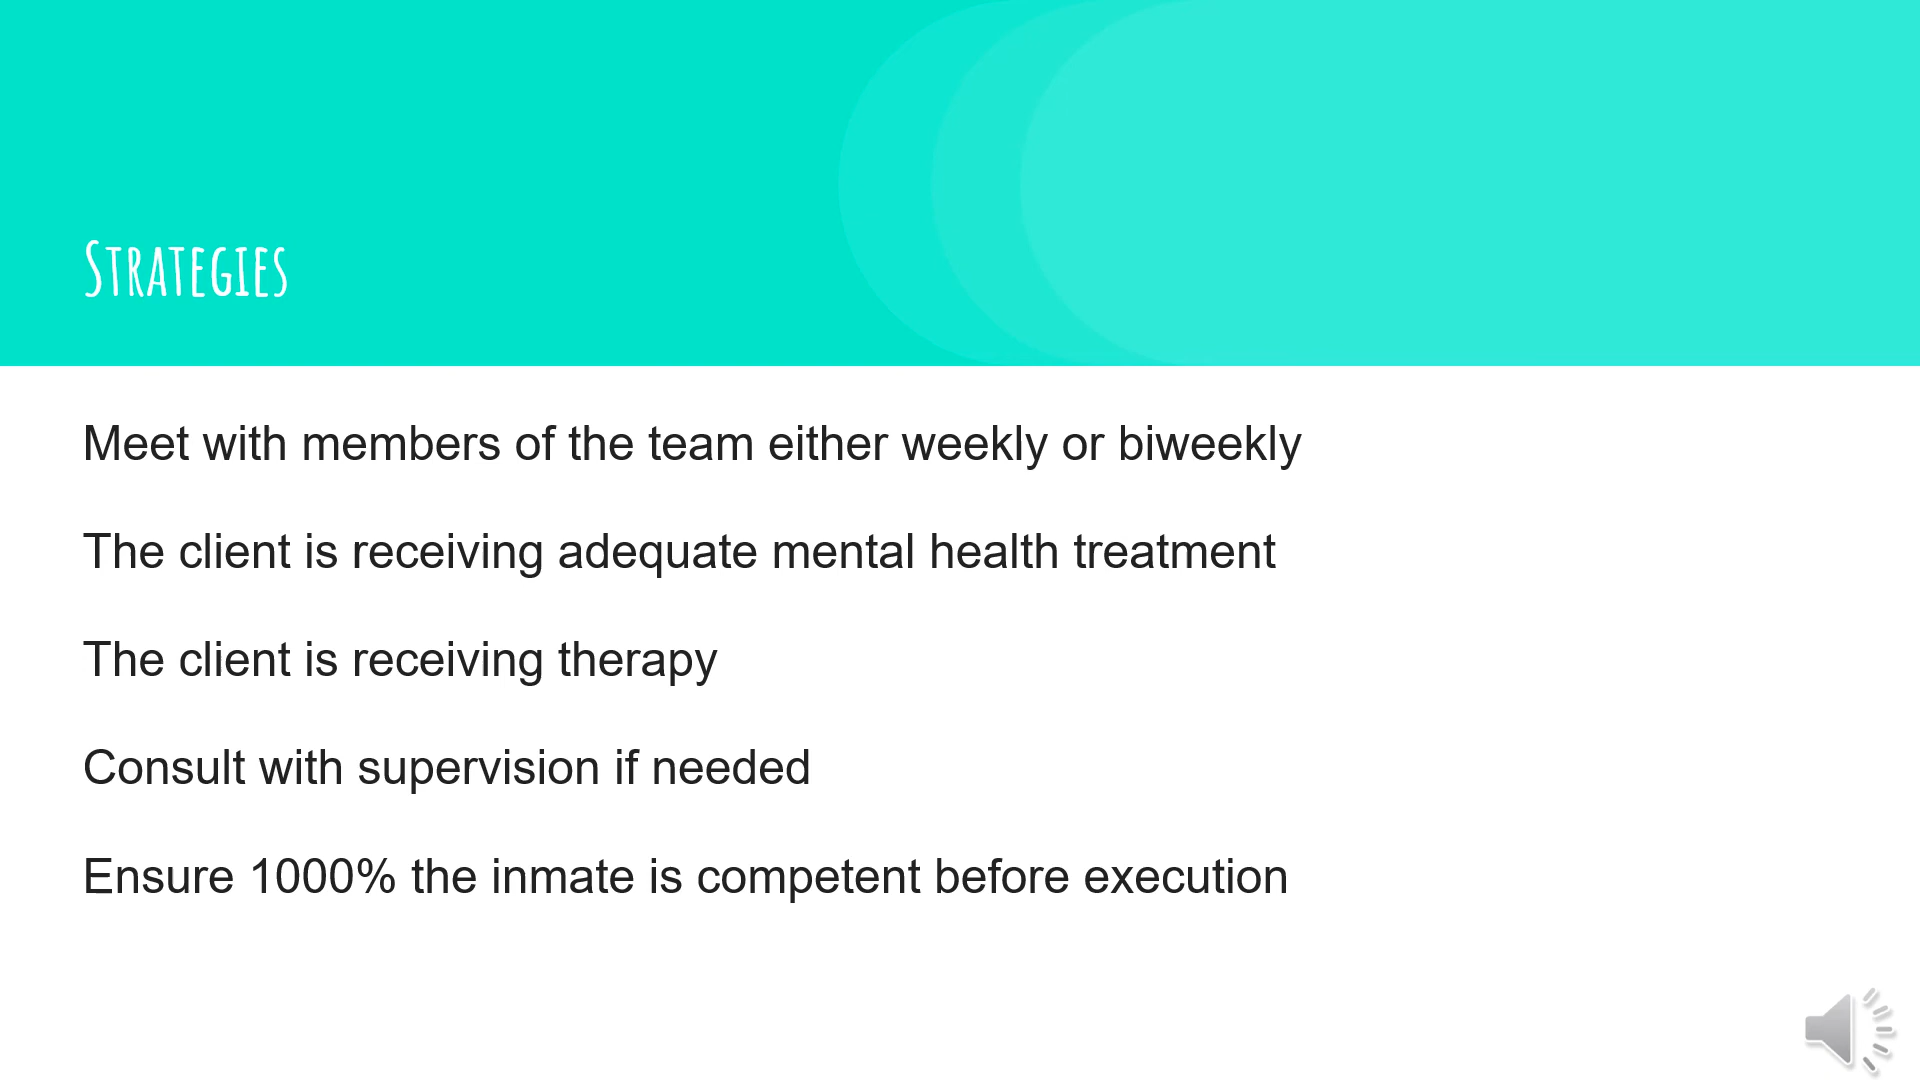 Strategies
Meet with members of the team either weekly or biweekly
The client is receiving adequate mental health treatment
The client is receiving therapy
Consult with supervision if needed
Ensure 1000% the inmate is competent before execution